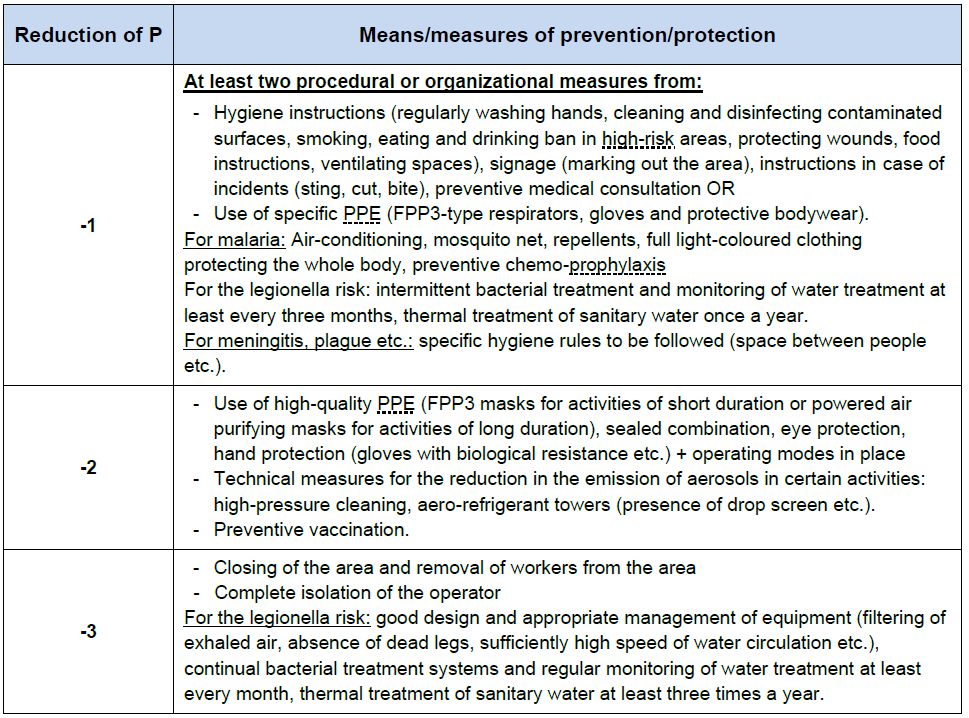 Reduction of P
Means/measures of prevention/protection
-1
At least two procedural or organizational measures from:
- Hygiene instructions (regularly washing hands, cleaning and disinfecting contaminated
surfaces, smoking, eating and drinking ban in high-risk areas, protecting wounds, food
instructions, ventilating spaces), signage (marking out the area), instructions in case of
incidents (sting, cut, bite), preventive medical consultation OR
- Use of specific PPE (FPP3-type respirators, gloves and protective bodywear).
For malaria: Air-conditioning, mosquito net, repellents, full light-coloured clothing
protecting the whole body, preventive chemo-prophylaxis
For the legionella risk: intermittent bacterial treatment and monitoring of water treatment at
least every three months, thermal treatment of sanitary water once a year.
For meningitis, plague etc.: specific hygiene rules to be followed (space between people
etc.).
-2
- Use of high-quality PPE (FPP3 masks for activities of short duration or powered air
purifying masks for activities of long duration), sealed combination, eye protection,
hand protection (gloves with biological resistance etc.) + operating modes in place
- Technical measures for the reduction in the emission of aerosols in certain activities:
high-pressure cleaning, aero-refrigerant towers (presence of drop screen etc.).
- Preventive vaccination.
-3
- Closing of the area and removal of workers from the area
- Complete isolation of the operator
For the legionella risk: good design and appropriate management of equipment (filtering of
exhaled air, absence of dead legs, sufficiently high speed of water circulation etc.),
continual bacterial treatment systems and regular monitoring of water treatment at least
every month, thermal treatment of sanitary water at least three times a year.